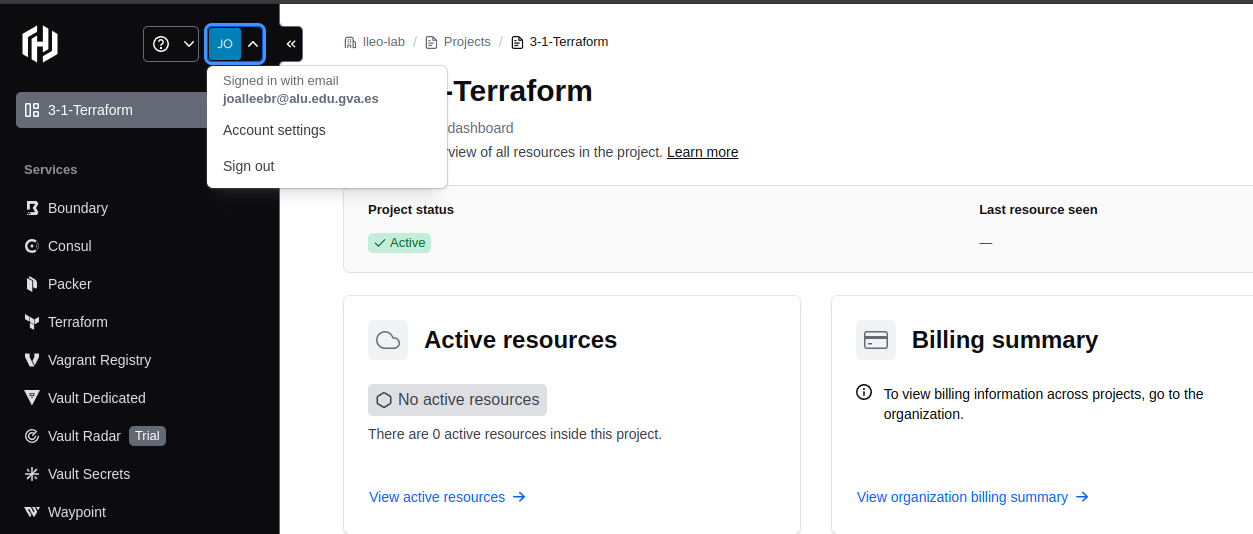 JO
Signed in with email
joalleebr@alu.edu.gva.es
Account settings
Sign out
3-1-Terraform
Services
Boundary
Consul
Packer
Terraform
Vagrant Registry
Vault Dedicated
Vault Radar Trial
Vault Secrets
Waypoint
lleo-lab / Projects / 3-1-Terraform
-Terraform
dashboard
view of all resources in the project. Learn more
Project status
Active
Last resource seen
—
Active resources
No active resources
There are 0 active resources inside this project.
View active resources
Billing summary
To view billing information across projects, go to the
organization.
View organization billing summary